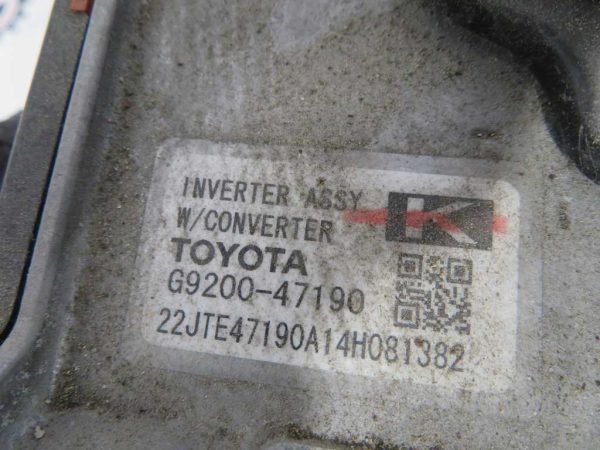 INVERTER ASSY
W/CONVERTER
K
TOYOTA
G9200-47190
22JTE47190A14H081382